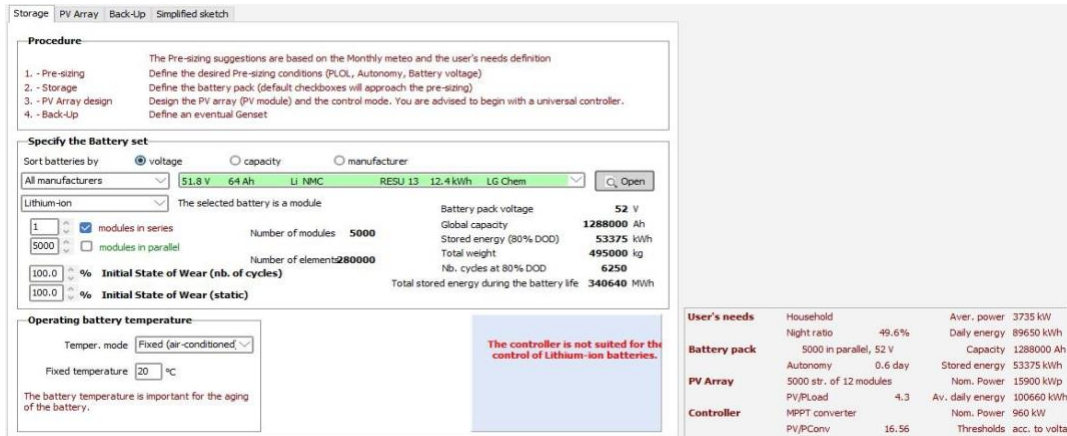 Storage PV Array Back-Up Simplified sketch
Procedure
The Pre-sizing suggestions are based on the Monthly meteo and the user's needs definition
1. - Pre-sizing Define the desired Pre-sizing conditions (PLOL, Autonomy, Battery voltage)
2. - Storage Define the battery pack (default checkboxes will approach the pre-sizing)
3. - PV Array design Design the PV array (PV module) and the control mode. You are advised to begin with a universal controller.
4. - Back-Up Define an eventual Genset
Specify the Battery set
Sort batteries by voltage capacity manufacturer
All manufacturers 51.8 V 64 Ah Li NMC RESU 13 12.4 kWh LG Chem Open
Lithium-ion The selected battery is a module
1 modules in series
5000 modules in parallel
100.0 % Initial State of Wear (nb. of cycles)
100.0 % Initial State of Wear (static)
Number of modules 5000
Number of elements 280000
Battery pack voltage 52 V
Global capacity 1288000 Ah
Stored energy (80% DOD) 53375 kWh
Total weight 495000 kg
Nb. cycles at 80% DOD 6250
Total stored energy during the battery life 340640 MWh
Operating battery temperature
Temper. mode Fixed (air-conditioned)
Fixed temperature 20 °C
The battery temperature is important for the aging
of the battery.
The controller is not suited for the
control of Lithium-ion batteries.
User's needs Household Aver. power 3735 kW
Night ratio 49.6% Daily energy 89650 kWh
Battery pack 5000 in parallel, 52 V Capacity 1288000 Ah
Autonomy 0.6 day Stored energy 53375 kWh
PV Array 5000 str. of 12 modules Nom. Power 15900 kWp
PV/PLoad 4.3 Av. daily energy 100660 kWh
Controller MPPT converter Nom. Power 960 kW
PV/PConv 16.56 Thresholds acc. to volta